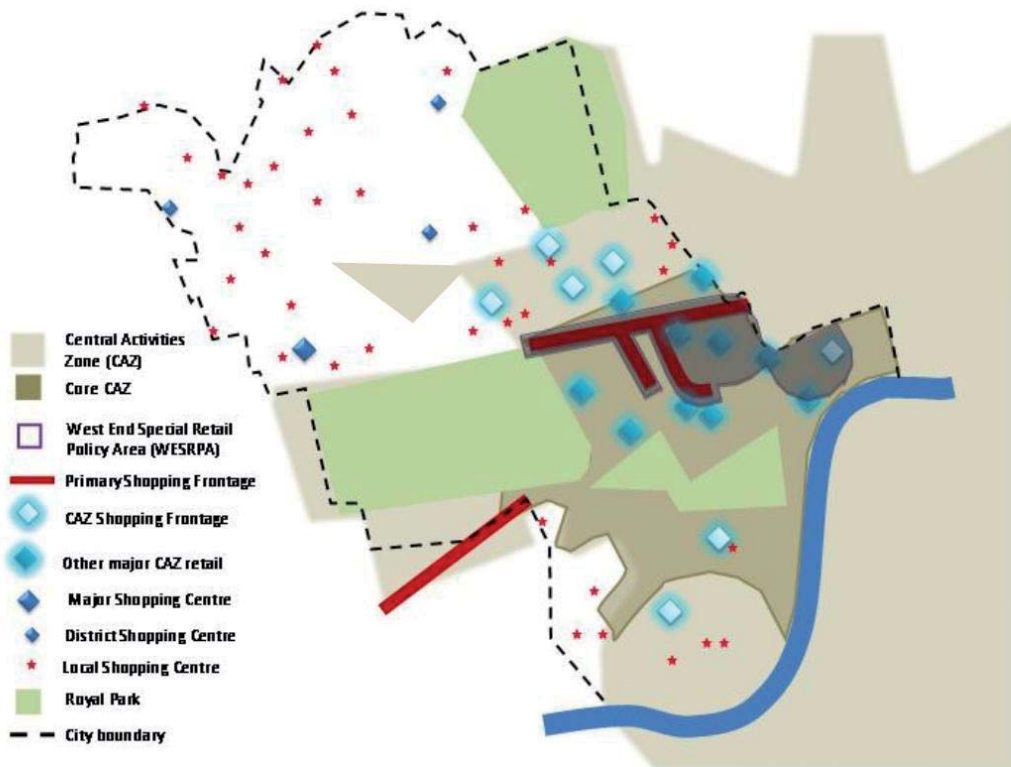 Central Activities
Zone (CAZ)
Core CAZ
West End Special Retail
Policy Area (WESRPA)
Primary Shopping Frontage
CAZ Shopping Frontage
Other major CAZ retail
Major Shopping Centre
District Shopping Centre
Local Shopping Centre
Royal Park
City boundary